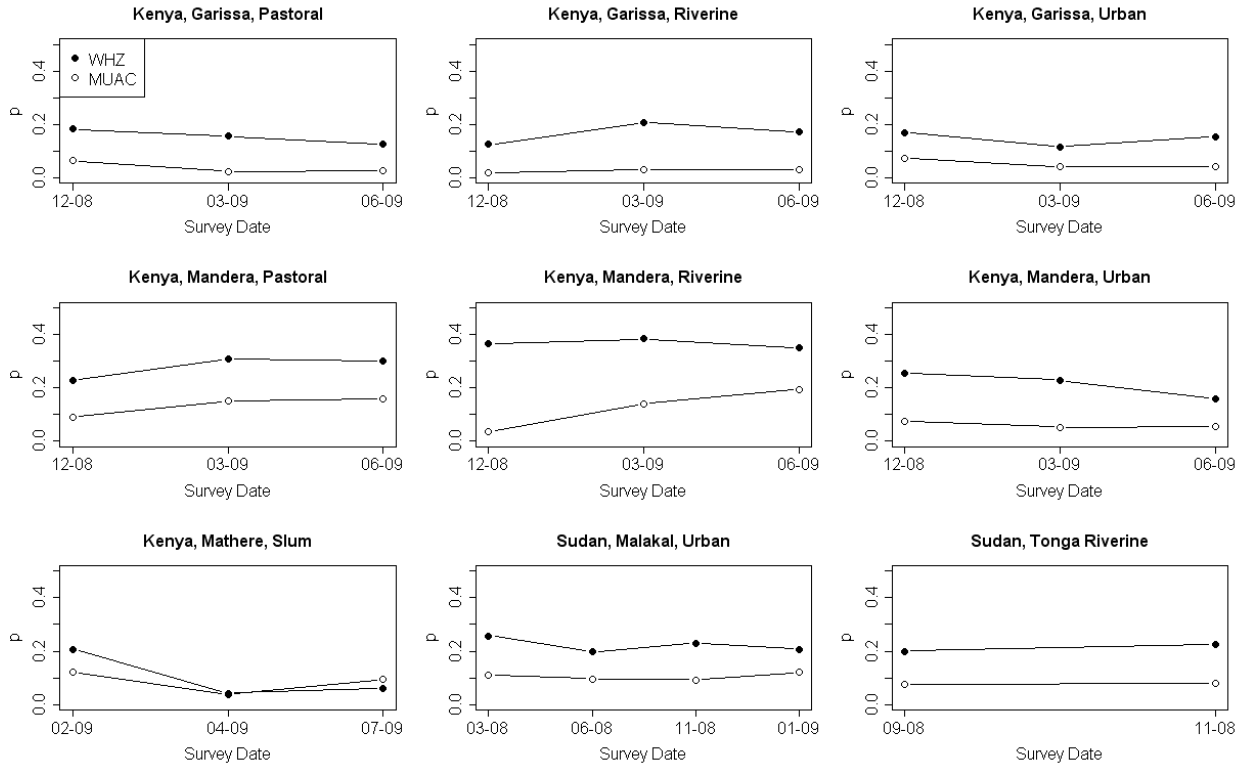 Kenya, Garissa, Pastoral
WHZ
MUAC
p
0.0 0.2 0.4
12-08 03-09 06-09
Survey Date
Kenya, Garissa, Riverine
p
0.0 0.2 0.4
12-08 03-09 06-09
Survey Date
Kenya, Garissa, Urban
p
0.0 0.2 0.4
12-08 03-09 06-09
Survey Date
Kenya, Mandera, Pastoral
p
0.0 0.2 0.4
12-08 03-09 06-09
Survey Date
Kenya, Mandera, Riverine
p
0.0 0.2 0.4
12-08 03-09 06-09
Survey Date
Kenya, Mandera, Urban
p
0.0 0.2 0.4
12-08 03-09 06-09
Survey Date
Kenya, Mathere, Slum
p
0.0 0.2 0.4
02-09 04-09 07-09
Survey Date
Sudan, Malakal, Urban
p
0.0 0.2 0.4
03-08 06-08 11-08 01-09
Survey Date
Sudan, Tonga Riverine
p
0.0 0.2 0.4
09-08 11-08
Survey Date